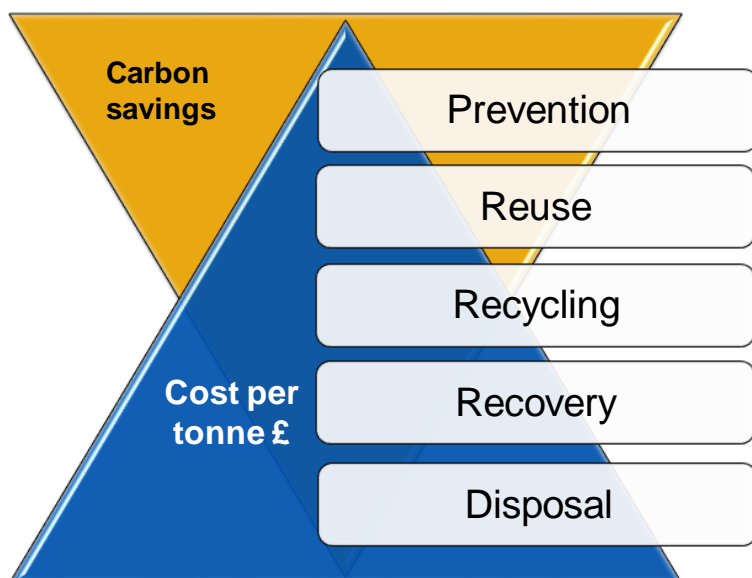 Carbon
savings
Prevention
Reuse
Recycling
Cost per
tonne £
Recovery
Disposal